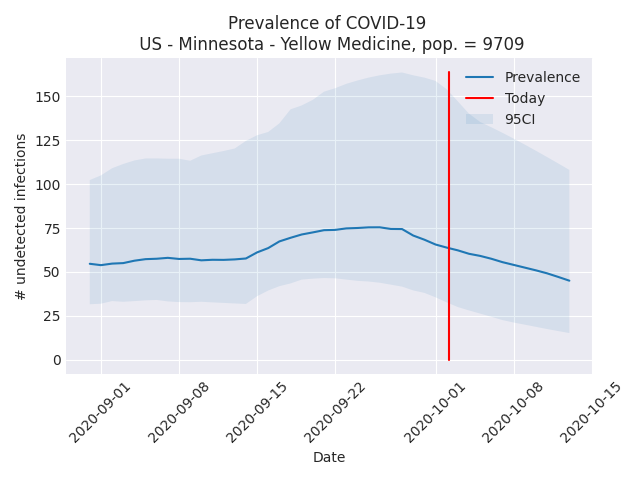 Prevalence of COVID-19
US - Minnesota - Yellow Medicine, pop. = 9709
Prevalence
Today
95CI
150
125
100
75
50
25
0
# undetected infections
2020-09-01
2020-09-08
2020-09-15
2020-09-22
2020-10-01
2020-10-08
2020-10-15
Date